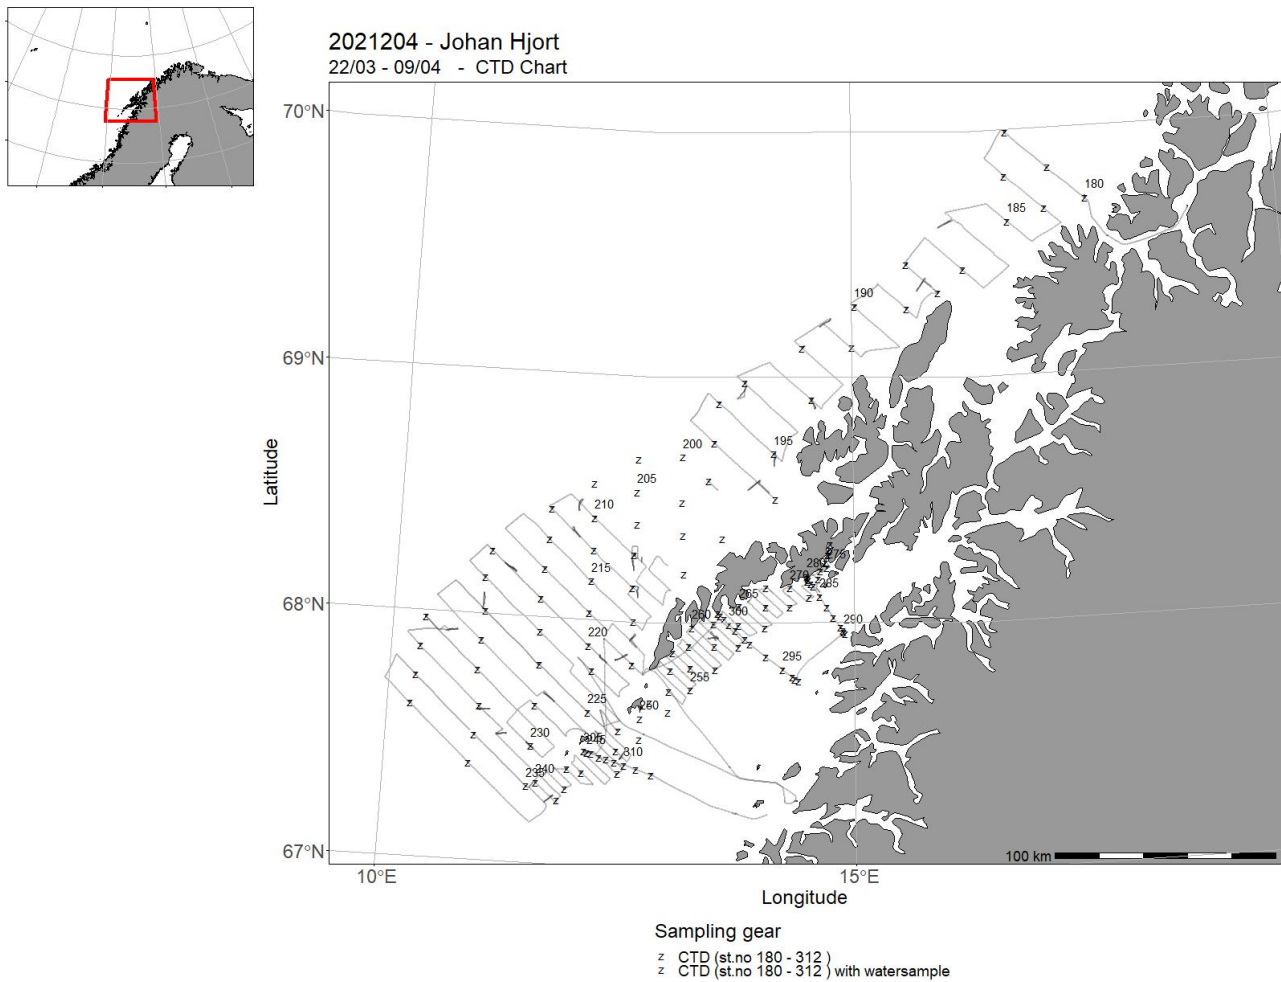 2021204 - Johan Hjort
22/03 - 09/04 - CTD Chart
70°N
69°N
68°N
67°N
Latitude
180
185
190
195
200
205
210
215
220
225
230
235
240
245
250
255
260
265
270
275
280
285
290
295
300
305
310
100 km
10°E
15°E
Longitude
Sampling gear
z CTD (st.no 180 - 312 )
z CTD (st.no 180 - 312 ) with watersample